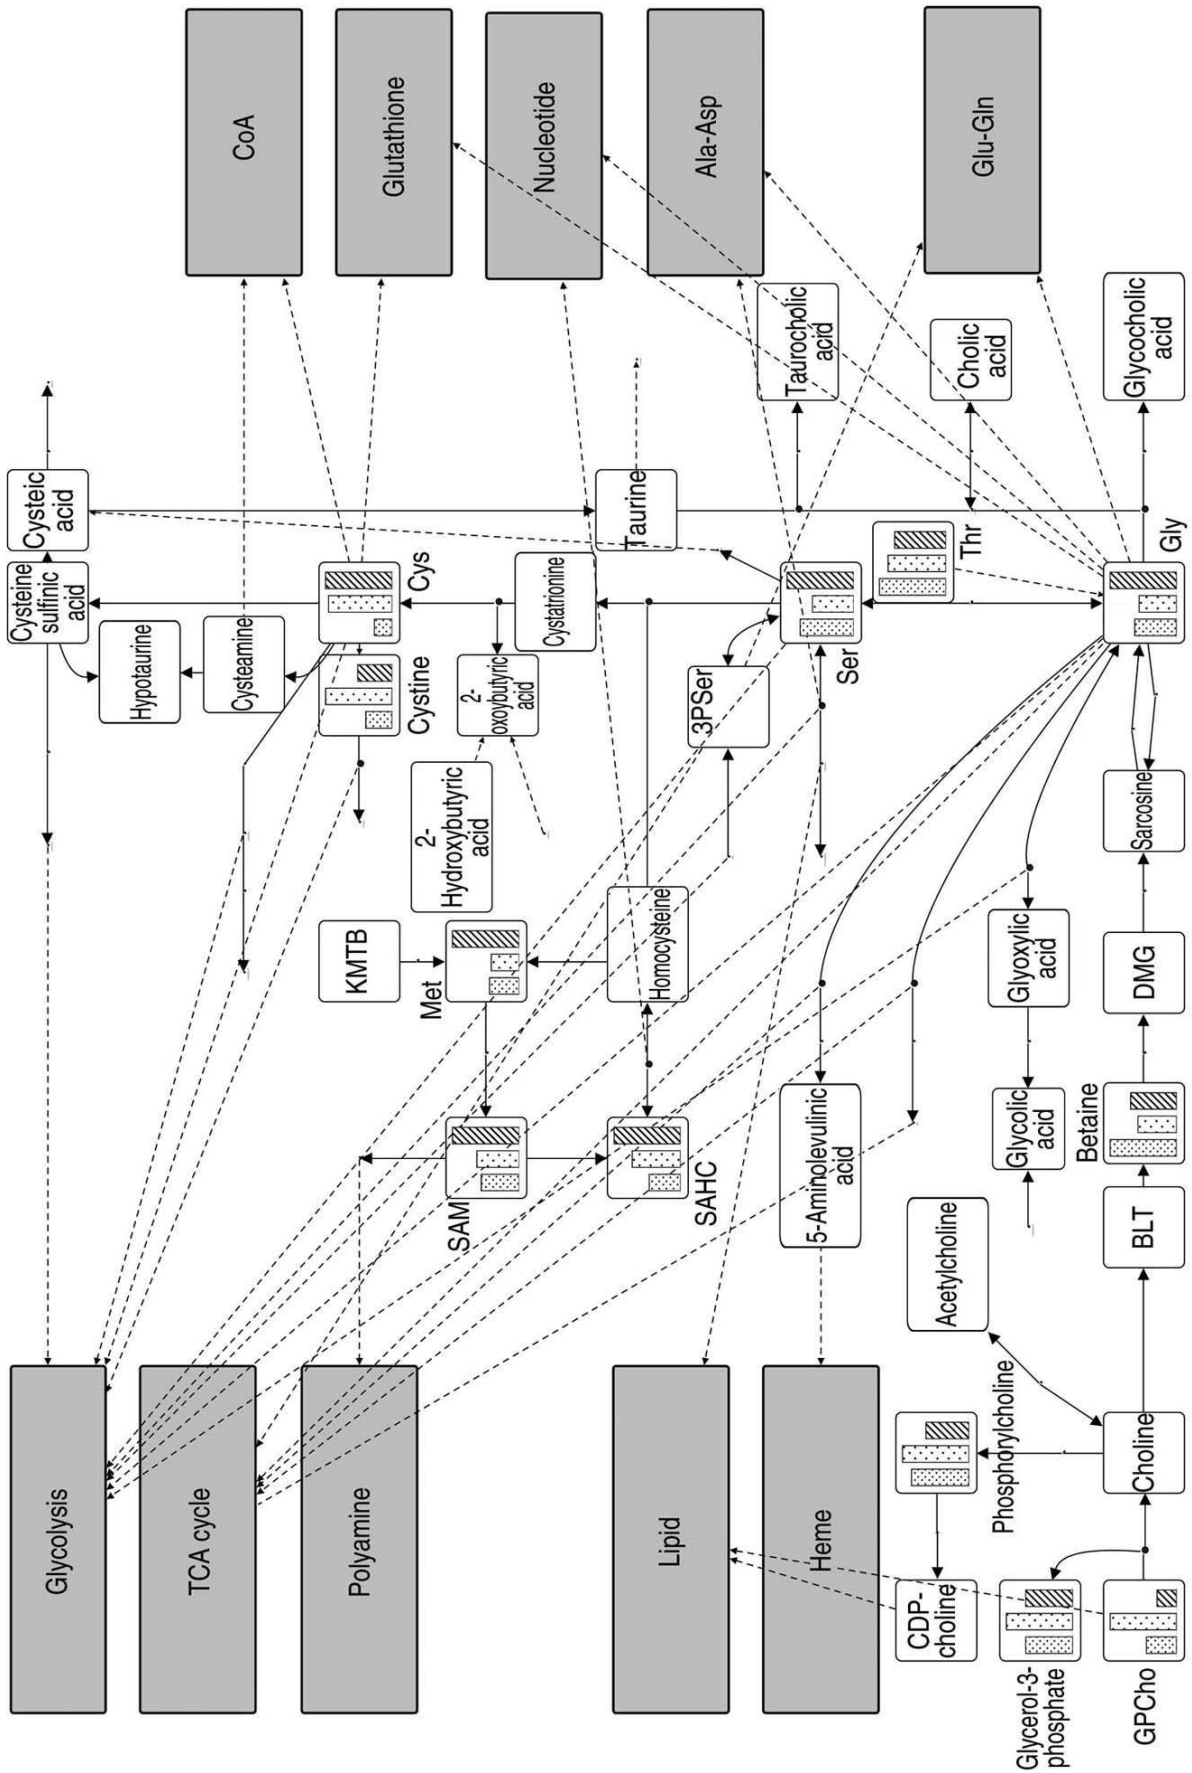 Glycolysis
Cysteine
sulfinic
acid
Cysteic
acid
TCA cycle
Hypotaurine
Cysteamine
CoA
Polyamine
KMTB
Cystine
Cys
Glutathione
SAM
Met
2-
Hydroxybutyric
acid
2-
oxoybutyric
acid
Cystatrionine
Nucleotide
Lipid
SAHC
Homocysteine
3PSer
Taurine
Ala-Asp
Heme
5-Aminolevulinic
acid
Ser
Taurocholic
acid
CDP-
choline
Phosphorylcholine
Acetylcholine
Thr
Cholic
acid
Glu-Gln
Glycerol-3-
phosphate
Glycolic
acid
Glyoxylic
acid
GPCho
Choline
BLT
Betaine
DMG
Sarcosine
Gly
Glycocholic
acid